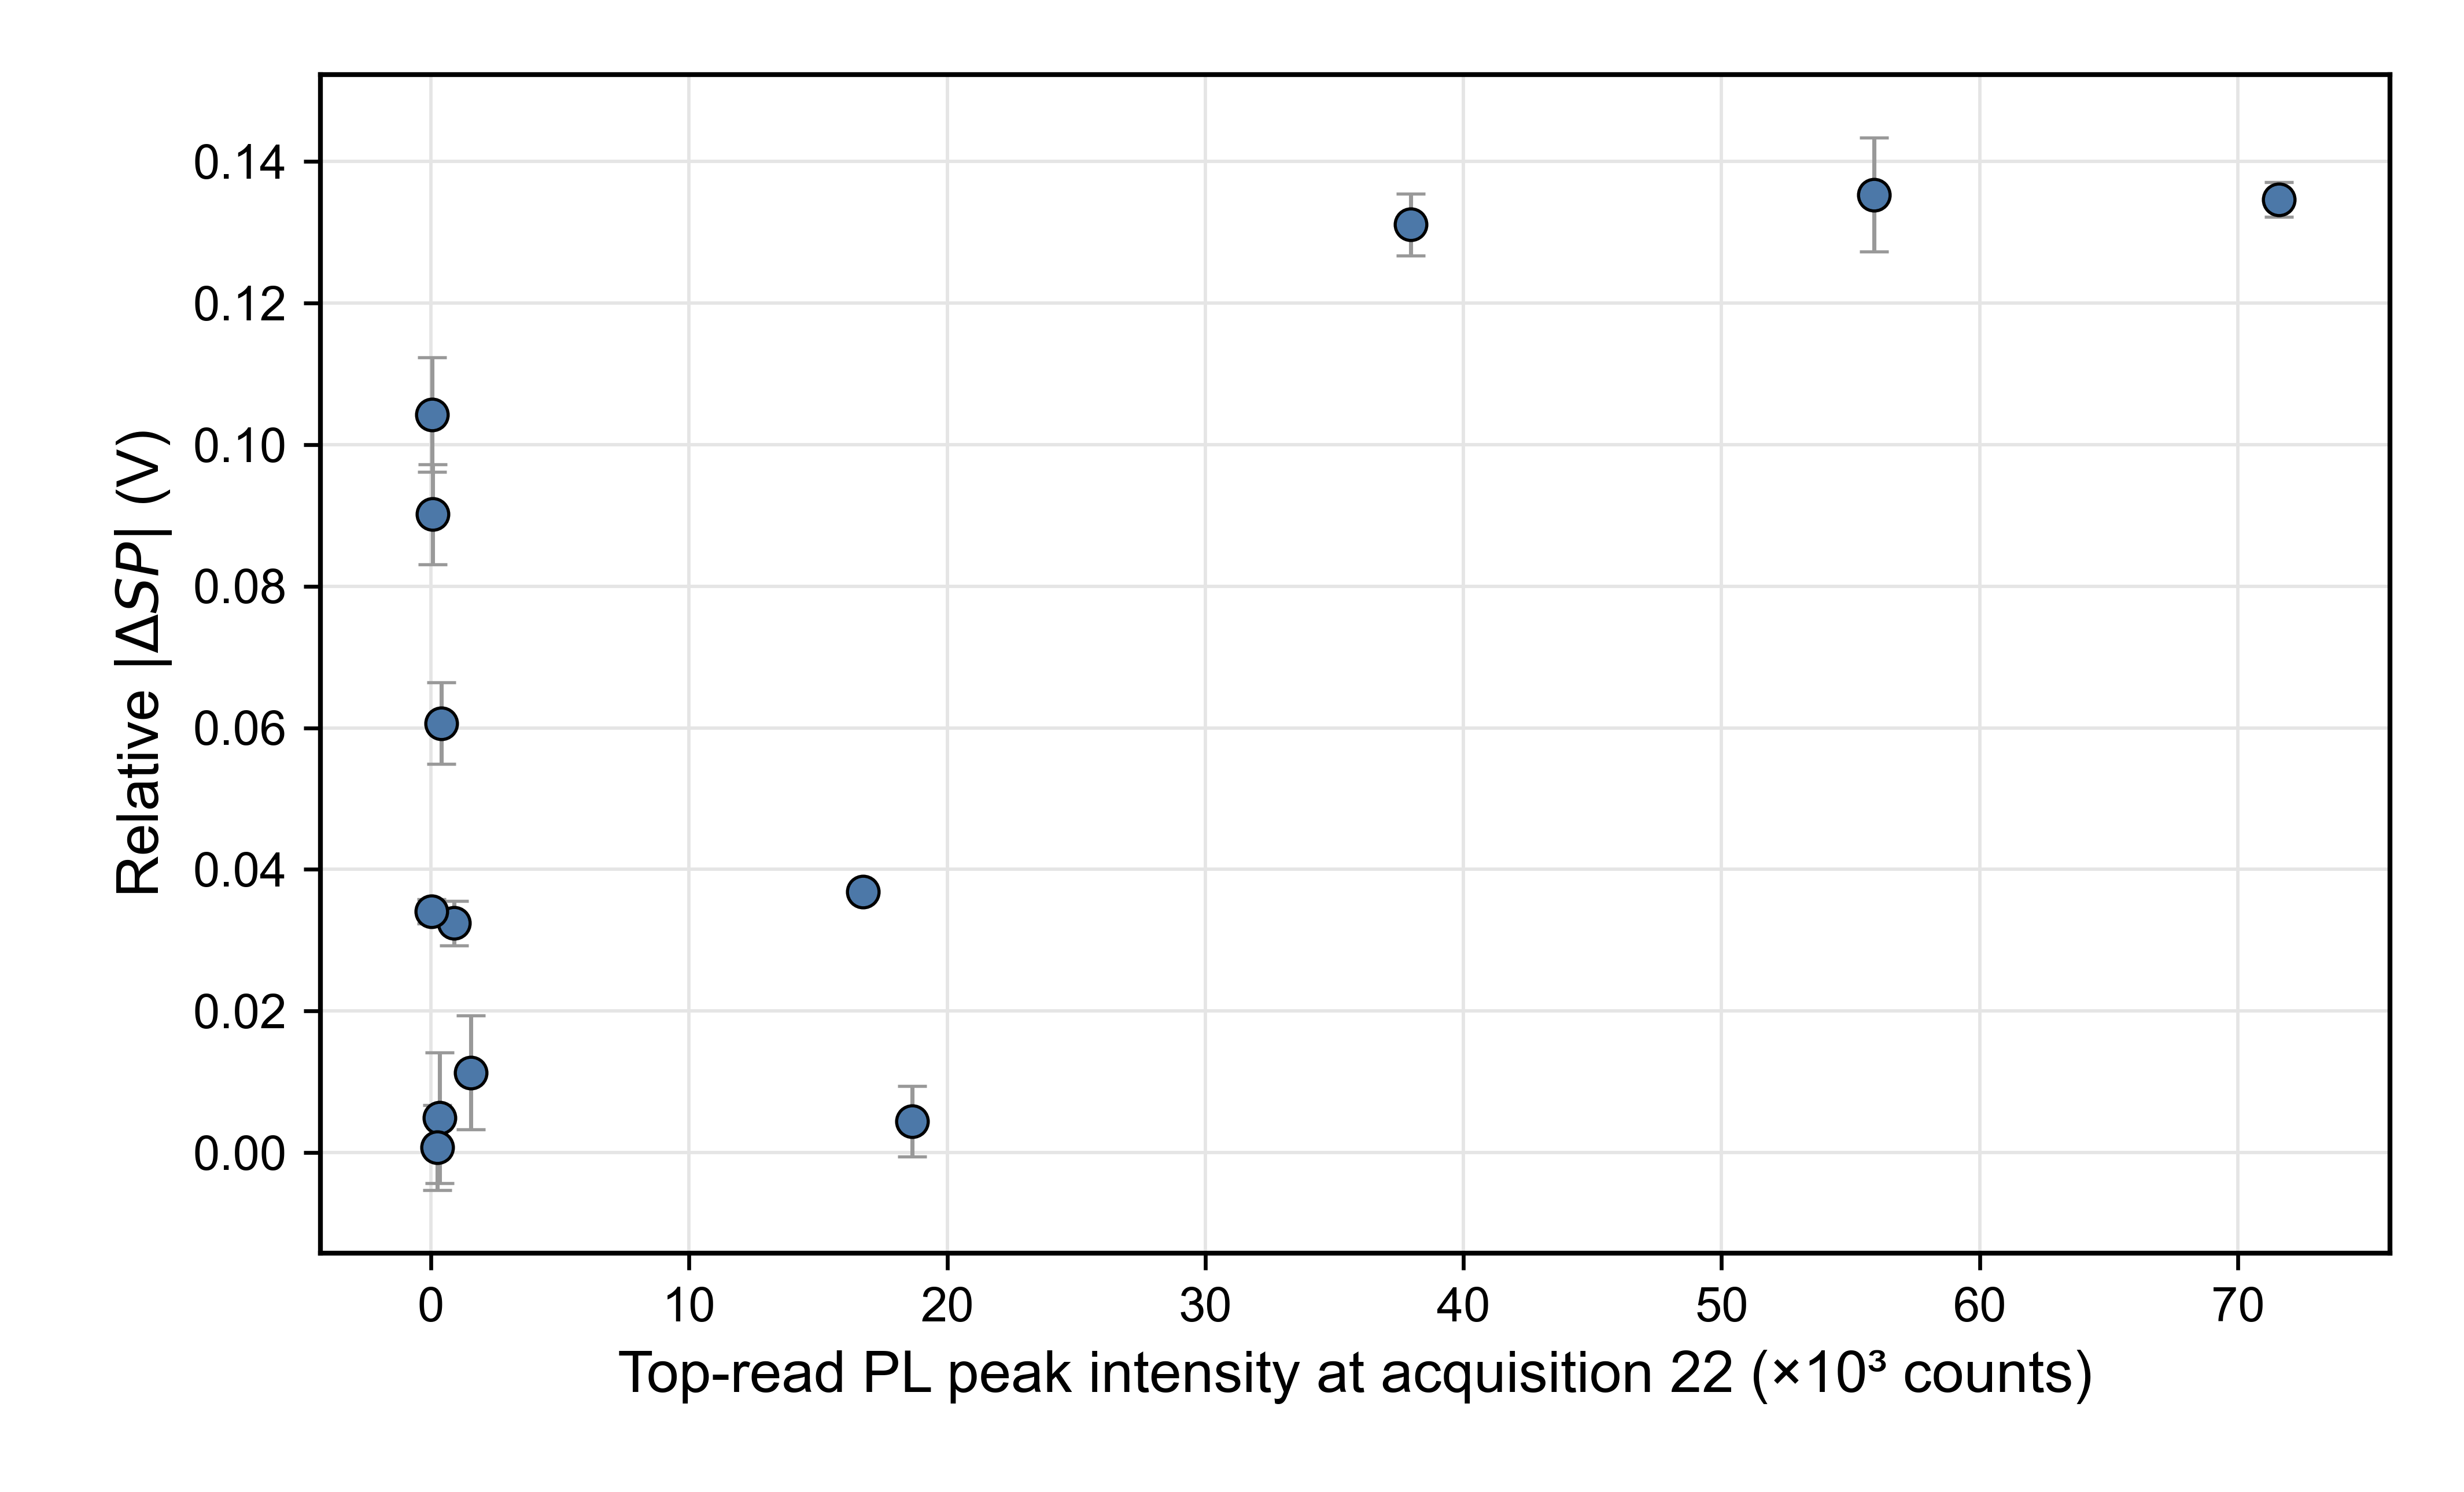 0.14
0.12
0.10
0.08
0.06
0.04
0.02
0.00
Relative |ΔSP| (V)
0 10 20 30 40 50 60 70
Top-read PL peak intensity at acquisition 22 (×10³ counts)